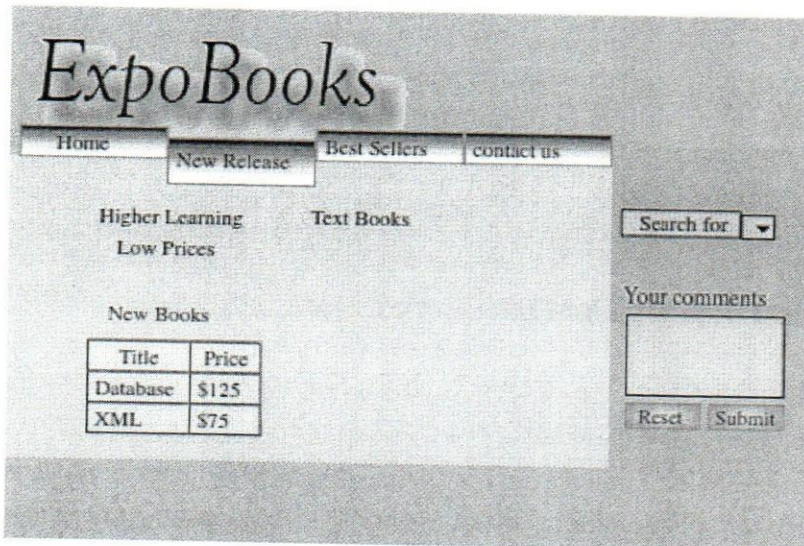 ExpoBooks
Home
New Release
Best Sellers
contact us
Higher Learning
Text Books
Low Prices
Search for
Your comments
New Books
Title Price
Database $125
XML $75
Reset Submit